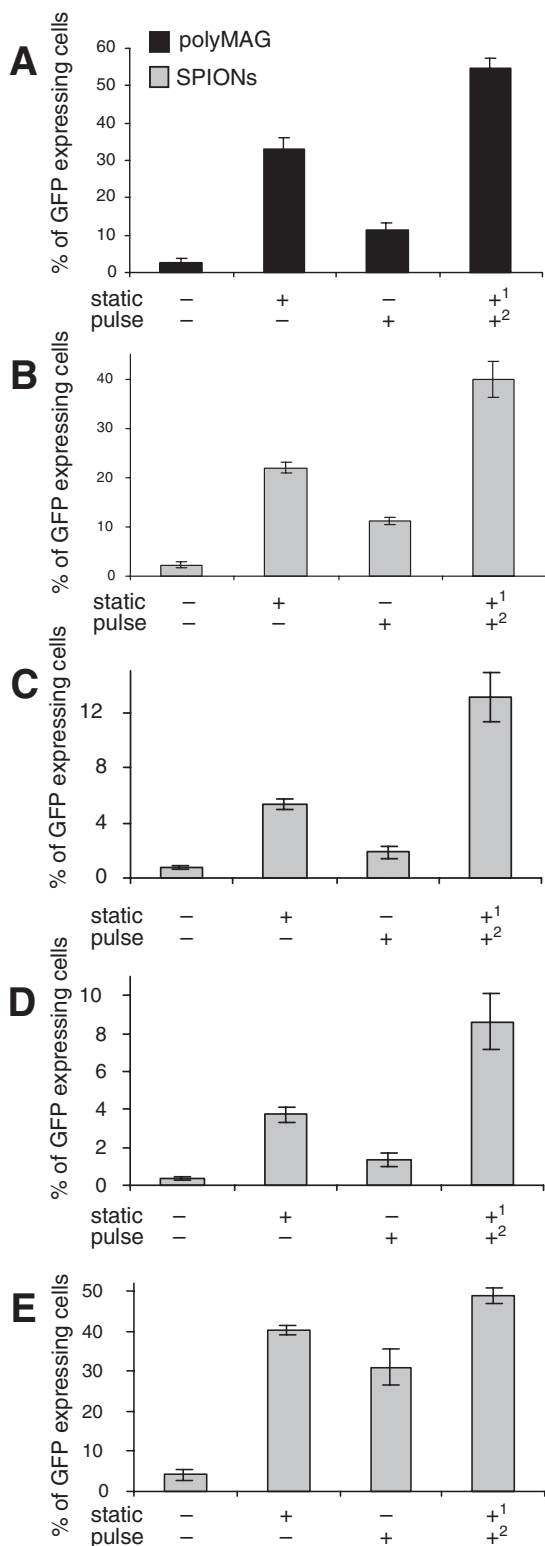 A
polyMAG
SPIONs
% of GFP expressing cells
60
50
40
30
20
10
0
static – + – +1
pulse – – + +2
B
% of GFP expressing cells
40
30
20
10
0
static – + – +1
pulse – – + +2
C
% of GFP expressing cells
12
8
4
0
static – + – +1
pulse – – + +2
D
% of GFP expressing cells
10
8
6
4
2
0
static – + – +1
pulse – – + +2
E
% of GFP expressing cells
50
40
30
20
10
0
static – + – +1
pulse – – + +2